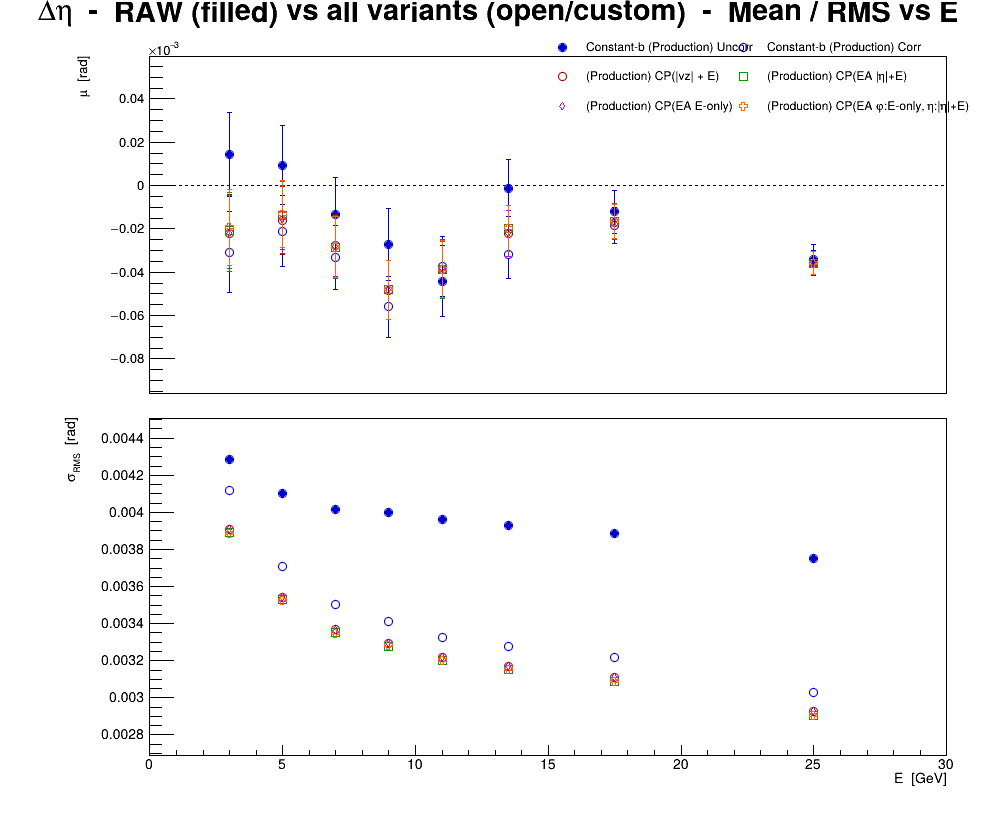 Δη - RAW (filled) vs all variants (open/custom) - Mean / RMS vs E
×10⁻³
Constant-b (Production) Uncorr
Constant-b (Production) Corr
(Production) CP(|vz| + E)
(Production) CP(EA |η|+E)
(Production) CP(EA E-only)
(Production) CP(EA φ:E-only, η:|η|+E)
μ [rad]
0.04
0.02
0
−0.02
−0.04
−0.06
−0.08
σRMS [rad]
0.0044
0.0042
0.004
0.0038
0.0036
0.0034
0.0032
0.003
0.0028
0 5 10 15 20 25 30
E [GeV]